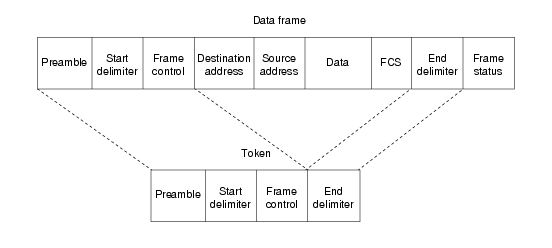 Data frame
Preamble
Start delimiter
Frame control
Destination address
Source address
Data
FCS
End delimiter
Frame status
Token
Preamble
Start delimiter
Frame control
End delimiter